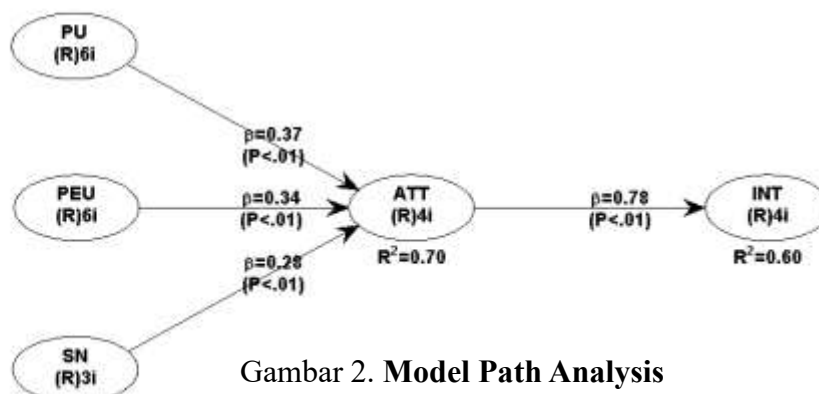 PU
(R)6i
β=0.37
(P<.01)
PEU
(R)6i
β=0.34
(P<.01)
ATT
(R)4i
R²=0.70
β=0.78
(P<.01)
INT
(R)4i
R²=0.60
β=0.28
(P<.01)
SN
(R)3i
Gambar 2. Model Path Analysis